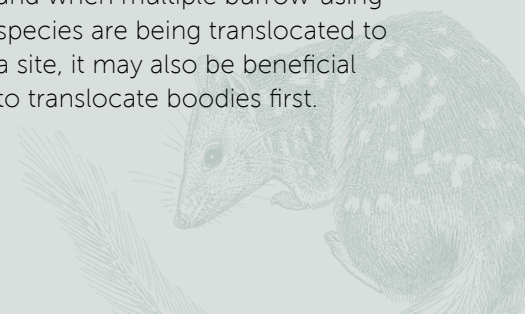 and when multiple burrow-using
species are being translocated to
a site, it may also be beneficial
to translocate boodies first.